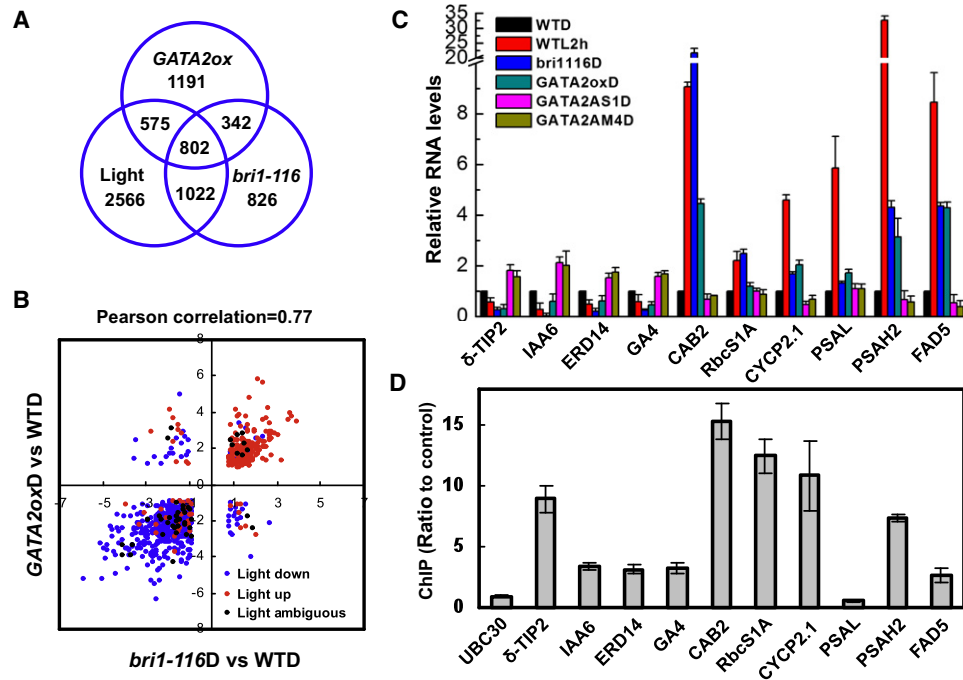 A
GATA2ox
1191
575
342
802
Light
2566
1022
bri1-116
826
B
Pearson correlation=0.77
GATA2oxD vs WTD
8
6
4
2
0
-2
-4
-6
-8
-7
-5
-3
-1
1
3
5
7
Light down
Light up
Light ambiguous
bri1-116D vs WTD
C
Relative RNA levels
35
30
25
20
15
8
6
4
2
0
WTD
WTL2h
bri1116D
GATA2oxD
GATA2AS1D
GATA2AM4D
δ-TIP2
IAA6
ERD14
GA4
CAB2
RbcS1A
CYCP2.1
PSAL
PSAH2
FAD5
D
ChIP (Ratio to control)
15
10
5
0
UBC30
δ-TIP2
IAA6
ERD14
GA4
CAB2
RbcS1A
CYCP2.1
PSAL
PSAH2
FAD5